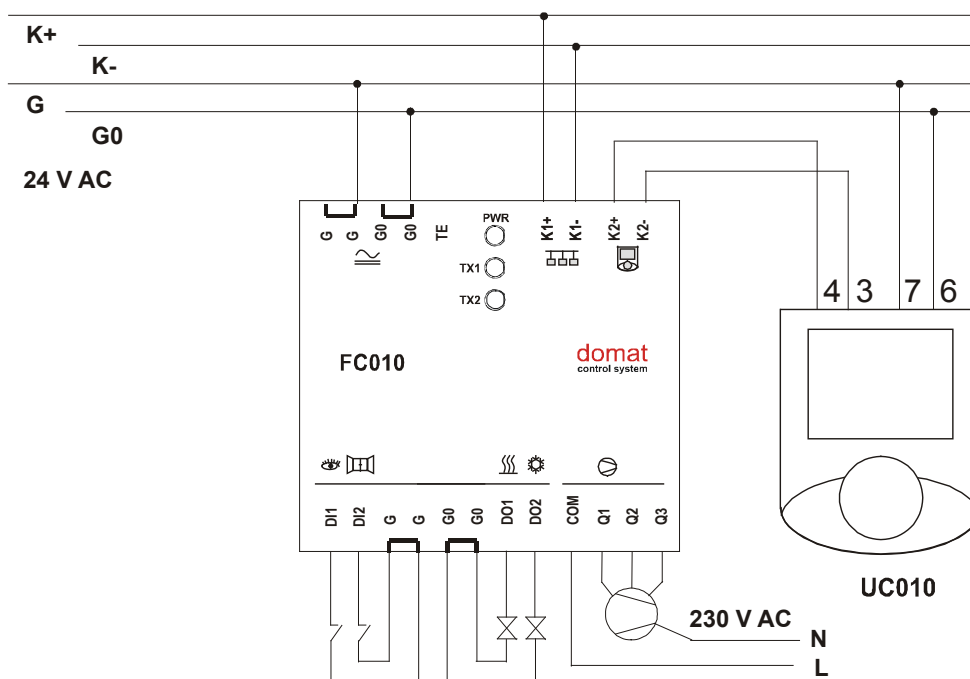 K+
K-
G
G0
24 V AC
G G G0 G0 TE PWR K1+ K1- K2+ K2-
TX1
TX2
4 3 7 6
FC010
domat
control system
DI1 DI2 G G G0 G0 DO1 DO2 COM Q1 Q2 Q3
UC010
230 V AC
N
L